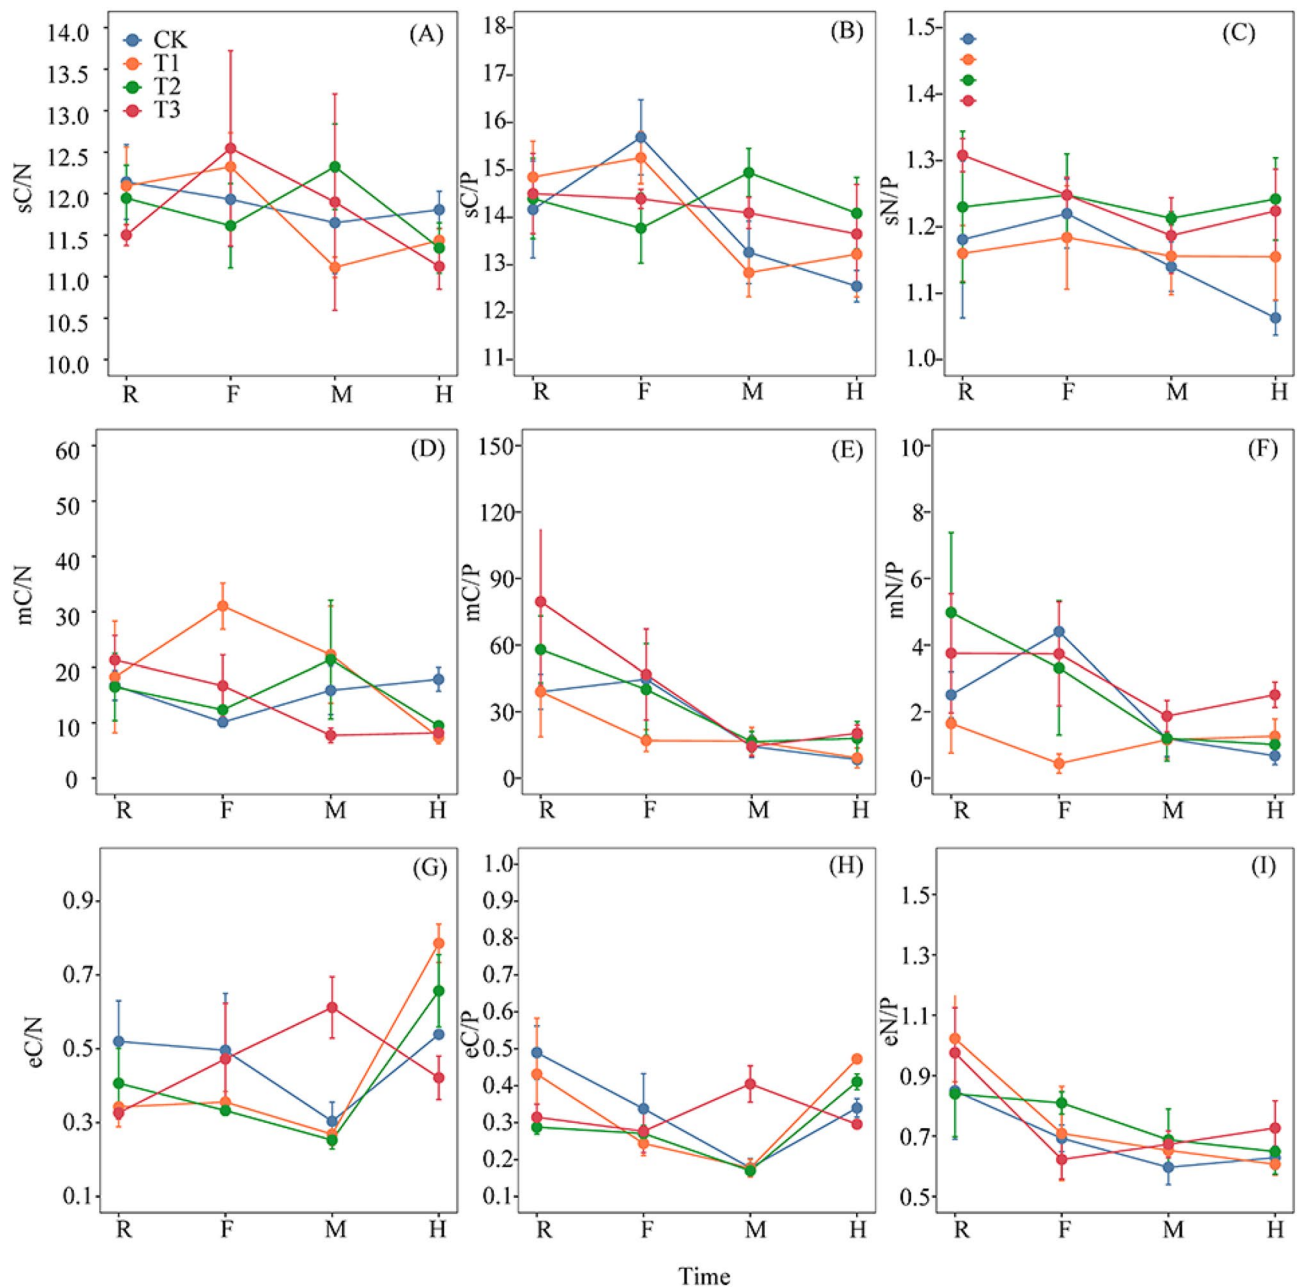 (A)
CK
T1
T2
T3
14.0
13.5
13.0
12.5
12.0
11.5
11.0
10.5
10.0
sC/N
R F M H
(B)
18
17
16
15
14
13
12
11
sC/P
R F M H
(C)
1.5
1.4
1.3
1.2
1.1
1.0
sN/P
R F M H
(D)
60
50
40
30
20
10
0
mC/N
R F M H
(E)
150
120
90
60
30
0
mC/P
R F M H
(F)
10
8
6
4
2
0
mN/P
R F M H
(G)
0.9
0.7
0.5
0.3
0.1
eC/N
R F M H
(H)
1.0
0.9
0.8
0.7
0.6
0.5
0.4
0.3
0.2
0.1
eC/P
R F M H
(I)
1.5
1.3
1.1
0.9
0.7
0.5
eN/P
R F M H
Time